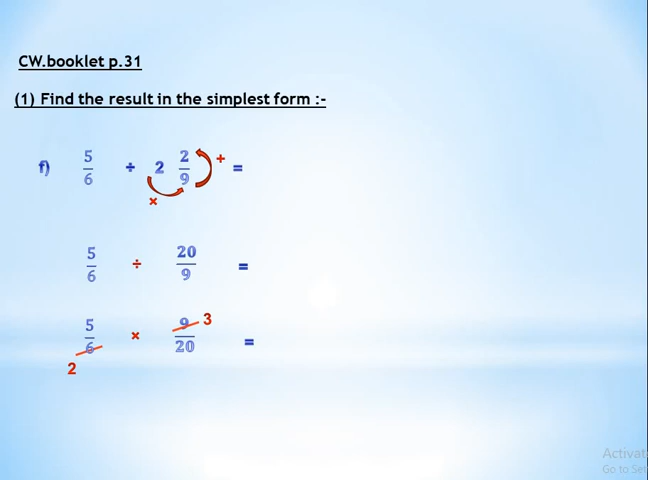 CW.booklet p.31
(1) Find the result in the simplest form :-
f) 5/6 ÷ 2 2/9 =
+
×
5/6 ÷ 20/9 =
5/6 × 9/20 =
3
2
Activat
Go to Set